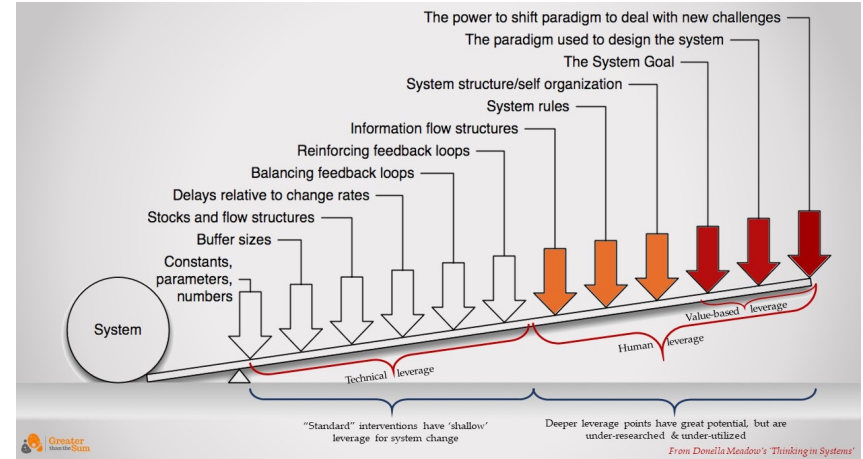 The power to shift paradigm to deal with new challenges
The paradigm used to design the system
The System Goal
System structure/self organization
System rules
Information flow structures
Reinforcing feedback loops
Balancing feedback loops
Delays relative to change rates
Stocks and flow structures
Buffer sizes
Constants,
parameters,
numbers
System
Value-based leverage
Human leverage
Technical leverage
“Standard” interventions have ‘shallow’
leverage for system change
Deeper leverage points have great potential, but are
under-researched & under-utilized
Greater
than the Sum
From Donella Meadow's 'Thinking in Systems'